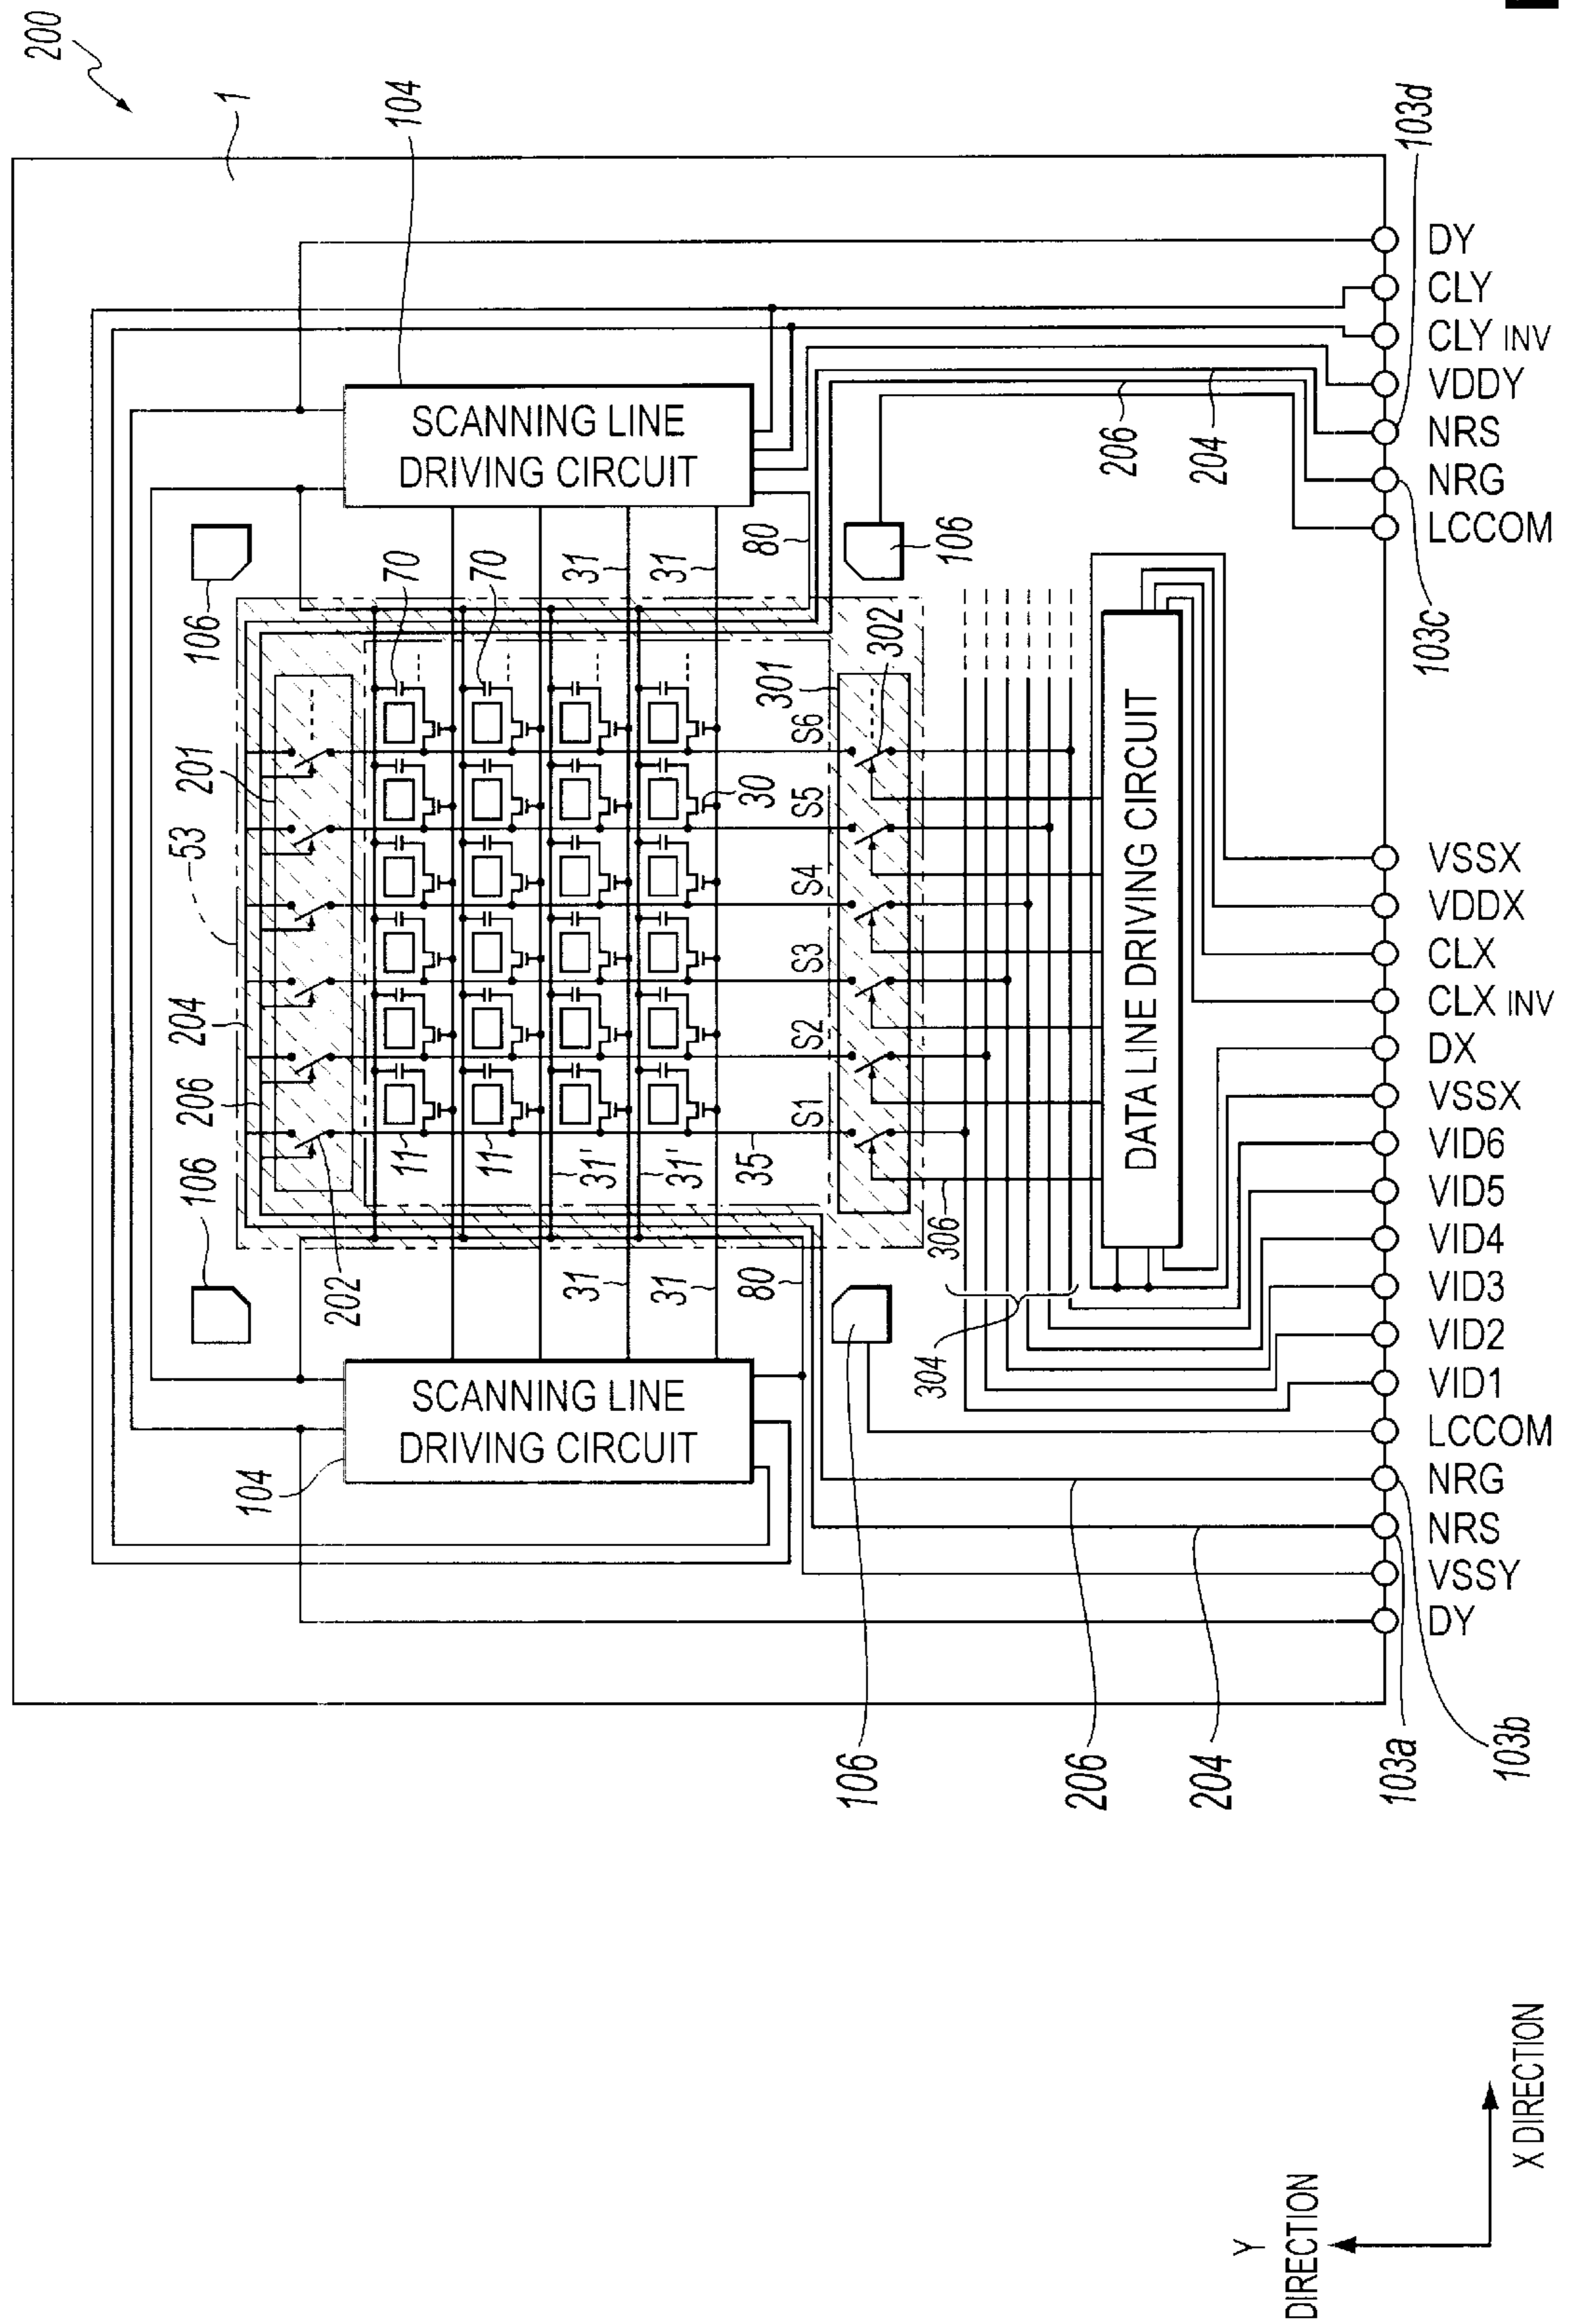 200
1
104
103d
106
106
53
204
206
201
202
SCANNING LINE
DRIVING CIRCUIT
104
SCANNING LINE
DRIVING CIRCUIT
70
70
11
11
31'
31'
35
30
31
31
80
31
31
80
S1
S2
S3
S4
S5
S6
301
302
106
106
306
304
DATA LINE DRIVING CIRCUIT
206
204
206
204
103a
103b
103c
DY
VSSY
NRS
NRG
LCCOM
VID1
VID2
VID3
VID4
VID5
VID6
VSSX
DX
CLX INV
CLX
VDDX
VSSX
LCCOM
NRG
NRS
VDDY
CLY INV
CLY
DY
Y
DIRECTION
X DIRECTION